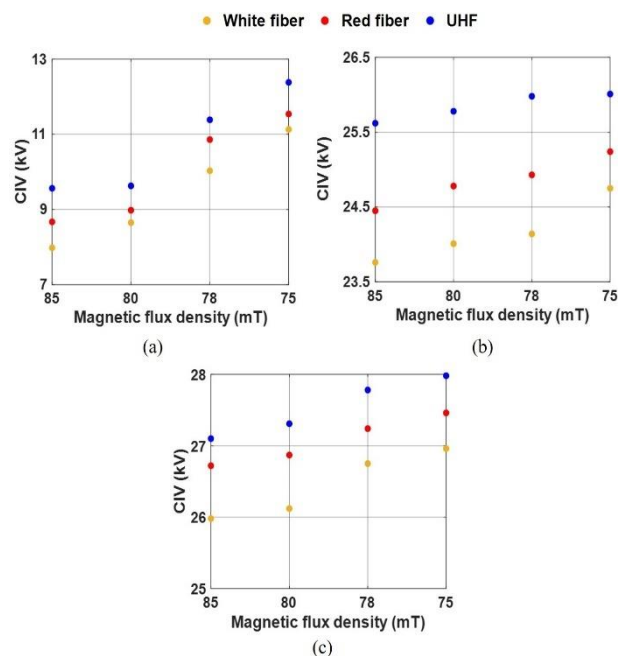 White fiber Red fiber UHF
13
11
9
7
CIV (kV)
85 80 78 75
Magnetic flux density (mT)
(a)
26.5
25.5
24.5
23.5
CIV (kV)
85 80 78 75
Magnetic flux density (mT)
(b)
28
27
26
25
CIV (kV)
85 80 78 75
Magnetic flux density (mT)
(c)